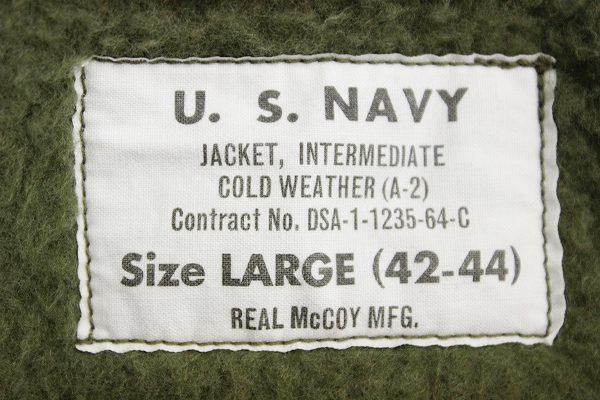 U. S. NAVY
JACKET, INTERMEDIATE
COLD WEATHER (A-2)
Contract No. DSA-1-1235-64-C
Size LARGE (42-44)
REAL McCOY MFG.